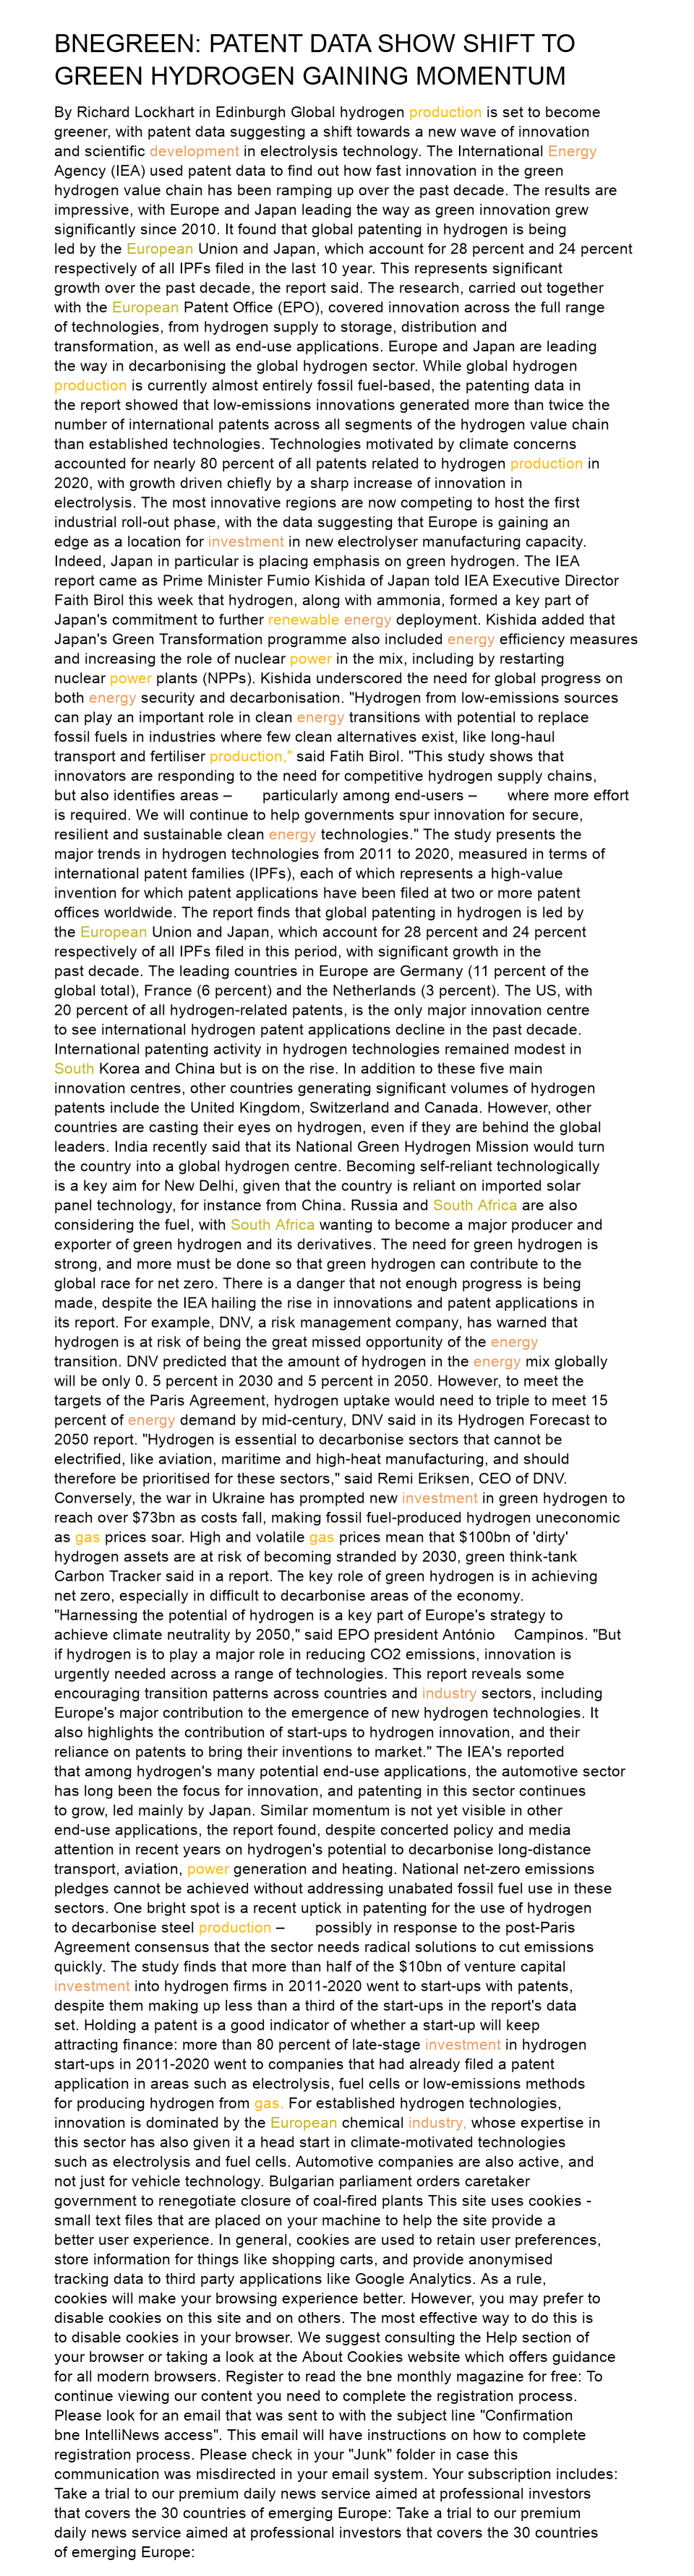 BNEGREEN: PATENT DATA SHOW SHIFT TO
GREEN HYDROGEN GAINING MOMENTUM
By Richard Lockhart in Edinburgh Global hydrogen production is set to become
greener, with patent data suggesting a shift towards a new wave of innovation
and scientific development in electrolysis technology. The International Energy
Agency (IEA) used patent data to find out how fast innovation in the green
hydrogen value chain has been ramping up over the past decade. The results are
impressive, with Europe and Japan leading the way as green innovation grew
significantly since 2010. It found that global patenting in hydrogen is being
led by the European Union and Japan, which account for 28 percent and 24 percent
respectively of all IPFs filed in the last 10 year. This represents significant
growth over the past decade, the report said. The research, carried out together
with the European Patent Office (EPO), covered innovation across the full range
of technologies, from hydrogen supply to storage, distribution and
transformation, as well as end-use applications. Europe and Japan are leading
the way in decarbonising the global hydrogen sector. While global hydrogen
production is currently almost entirely fossil fuel-based, the patenting data in
the report showed that low-emissions innovations generated more than twice the
number of international patents across all segments of the hydrogen value chain
than established technologies. Technologies motivated by climate concerns
accounted for nearly 80 percent of all patents related to hydrogen production in
2020, with growth driven chiefly by a sharp increase of innovation in
electrolysis. The most innovative regions are now competing to host the first
industrial roll-out phase, with the data suggesting that Europe is gaining an
edge as a location for investment in new electrolyser manufacturing capacity.
Indeed, Japan in particular is placing emphasis on green hydrogen. The IEA
report came as Prime Minister Fumio Kishida of Japan told IEA Executive Director
Faith Birol this week that hydrogen, along with ammonia, formed a key part of
Japan's commitment to further renewable energy deployment. Kishida added that
Japan's Green Transformation programme also included energy efficiency measures
and increasing the role of nuclear power in the mix, including by restarting
nuclear power plants (NPPs). Kishida underscored the need for global progress on
both energy security and decarbonisation. "Hydrogen from low-emissions sources
can play an important role in clean energy transitions with potential to replace
fossil fuels in industries where few clean alternatives exist, like long-haul
transport and fertiliser production," said Fatih Birol. "This study shows that
innovators are responding to the need for competitive hydrogen supply chains,
but also identifies areas – particularly among end-users – where more effort
is required. We will continue to help governments spur innovation for secure,
resilient and sustainable clean energy technologies." The study presents the
major trends in hydrogen technologies from 2011 to 2020, measured in terms of
international patent families (IPFs), each of which represents a high-value
invention for which patent applications have been filed at two or more patent
offices worldwide. The report finds that global patenting in hydrogen is led by
the European Union and Japan, which account for 28 percent and 24 percent
respectively of all IPFs filed in this period, with significant growth in the
past decade. The leading countries in Europe are Germany (11 percent of the
global total), France (6 percent) and the Netherlands (3 percent). The US, with
20 percent of all hydrogen-related patents, is the only major innovation centre
to see international hydrogen patent applications decline in the past decade.
International patenting activity in hydrogen technologies remained modest in
South Korea and China but is on the rise. In addition to these five main
innovation centres, other countries generating significant volumes of hydrogen
patents include the United Kingdom, Switzerland and Canada. However, other
countries are casting their eyes on hydrogen, even if they are behind the global
leaders. India recently said that its National Green Hydrogen Mission would turn
the country into a global hydrogen centre. Becoming self-reliant technologically
is a key aim for New Delhi, given that the country is reliant on imported solar
panel technology, for instance from China. Russia and South Africa are also
considering the fuel, with South Africa wanting to become a major producer and
exporter of green hydrogen and its derivatives. The need for green hydrogen is
strong, and more must be done so that green hydrogen can contribute to the
global race for net zero. There is a danger that not enough progress is being
made, despite the IEA hailing the rise in innovations and patent applications in
its report. For example, DNV, a risk management company, has warned that
hydrogen is at risk of being the great missed opportunity of the energy
transition. DNV predicted that the amount of hydrogen in the energy mix globally
will be only 0. 5 percent in 2030 and 5 percent in 2050. However, to meet the
targets of the Paris Agreement, hydrogen uptake would need to triple to meet 15
percent of energy demand by mid-century, DNV said in its Hydrogen Forecast to
2050 report. "Hydrogen is essential to decarbonise sectors that cannot be
electrified, like aviation, maritime and high-heat manufacturing, and should
therefore be prioritised for these sectors," said Remi Eriksen, CEO of DNV.
Conversely, the war in Ukraine has prompted new investment in green hydrogen to
reach over $73bn as costs fall, making fossil fuel-produced hydrogen uneconomic
as gas prices soar. High and volatile gas prices mean that $100bn of 'dirty'
hydrogen assets are at risk of becoming stranded by 2030, green think-tank
Carbon Tracker said in a report. The key role of green hydrogen is in achieving
net zero, especially in difficult to decarbonise areas of the economy.
"Harnessing the potential of hydrogen is a key part of Europe's strategy to
achieve climate neutrality by 2050," said EPO president António Campinos. "But
if hydrogen is to play a major role in reducing CO2 emissions, innovation is
urgently needed across a range of technologies. This report reveals some
encouraging transition patterns across countries and industry sectors, including
Europe's major contribution to the emergence of new hydrogen technologies. It
also highlights the contribution of start-ups to hydrogen innovation, and their
reliance on patents to bring their inventions to market." The IEA's reported
that among hydrogen's many potential end-use applications, the automotive sector
has long been the focus for innovation, and patenting in this sector continues
to grow, led mainly by Japan. Similar momentum is not yet visible in other
end-use applications, the report found, despite concerted policy and media
attention in recent years on hydrogen's potential to decarbonise long-distance
transport, aviation, power generation and heating. National net-zero emissions
pledges cannot be achieved without addressing unabated fossil fuel use in these
sectors. One bright spot is a recent uptick in patenting for the use of hydrogen
to decarbonise steel production – possibly in response to the post-Paris
Agreement consensus that the sector needs radical solutions to cut emissions
quickly. The study finds that more than half of the $10bn of venture capital
investment into hydrogen firms in 2011-2020 went to start-ups with patents,
despite them making up less than a third of the start-ups in the report's data
set. Holding a patent is a good indicator of whether a start-up will keep
attracting finance: more than 80 percent of late-stage investment in hydrogen
start-ups in 2011-2020 went to companies that had already filed a patent
application in areas such as electrolysis, fuel cells or low-emissions methods
for producing hydrogen from gas. For established hydrogen technologies,
innovation is dominated by the European chemical industry, whose expertise in
this sector has also given it a head start in climate-motivated technologies
such as electrolysis and fuel cells. Automotive companies are also active, and
not just for vehicle technology. Bulgarian parliament orders caretaker
government to renegotiate closure of coal-fired plants This site uses cookies -
small text files that are placed on your machine to help the site provide a
better user experience. In general, cookies are used to retain user preferences,
store information for things like shopping carts, and provide anonymised
tracking data to third party applications like Google Analytics. As a rule,
cookies will make your browsing experience better. However, you may prefer to
disable cookies on this site and on others. The most effective way to do this is
to disable cookies in your browser. We suggest consulting the Help section of
your browser or taking a look at the About Cookies website which offers guidance
for all modern browsers. Register to read the bne monthly magazine for free: To
continue viewing our content you need to complete the registration process.
Please look for an email that was sent to with the subject line "Confirmation
bne IntelliNews access". This email will have instructions on how to complete
registration process. Please check in your "Junk" folder in case this
communication was misdirected in your email system. Your subscription includes:
Take a trial to our premium daily news service aimed at professional investors
that covers the 30 countries of emerging Europe: Take a trial to our premium
daily news service aimed at professional investors that covers the 30 countries
of emerging Europe: